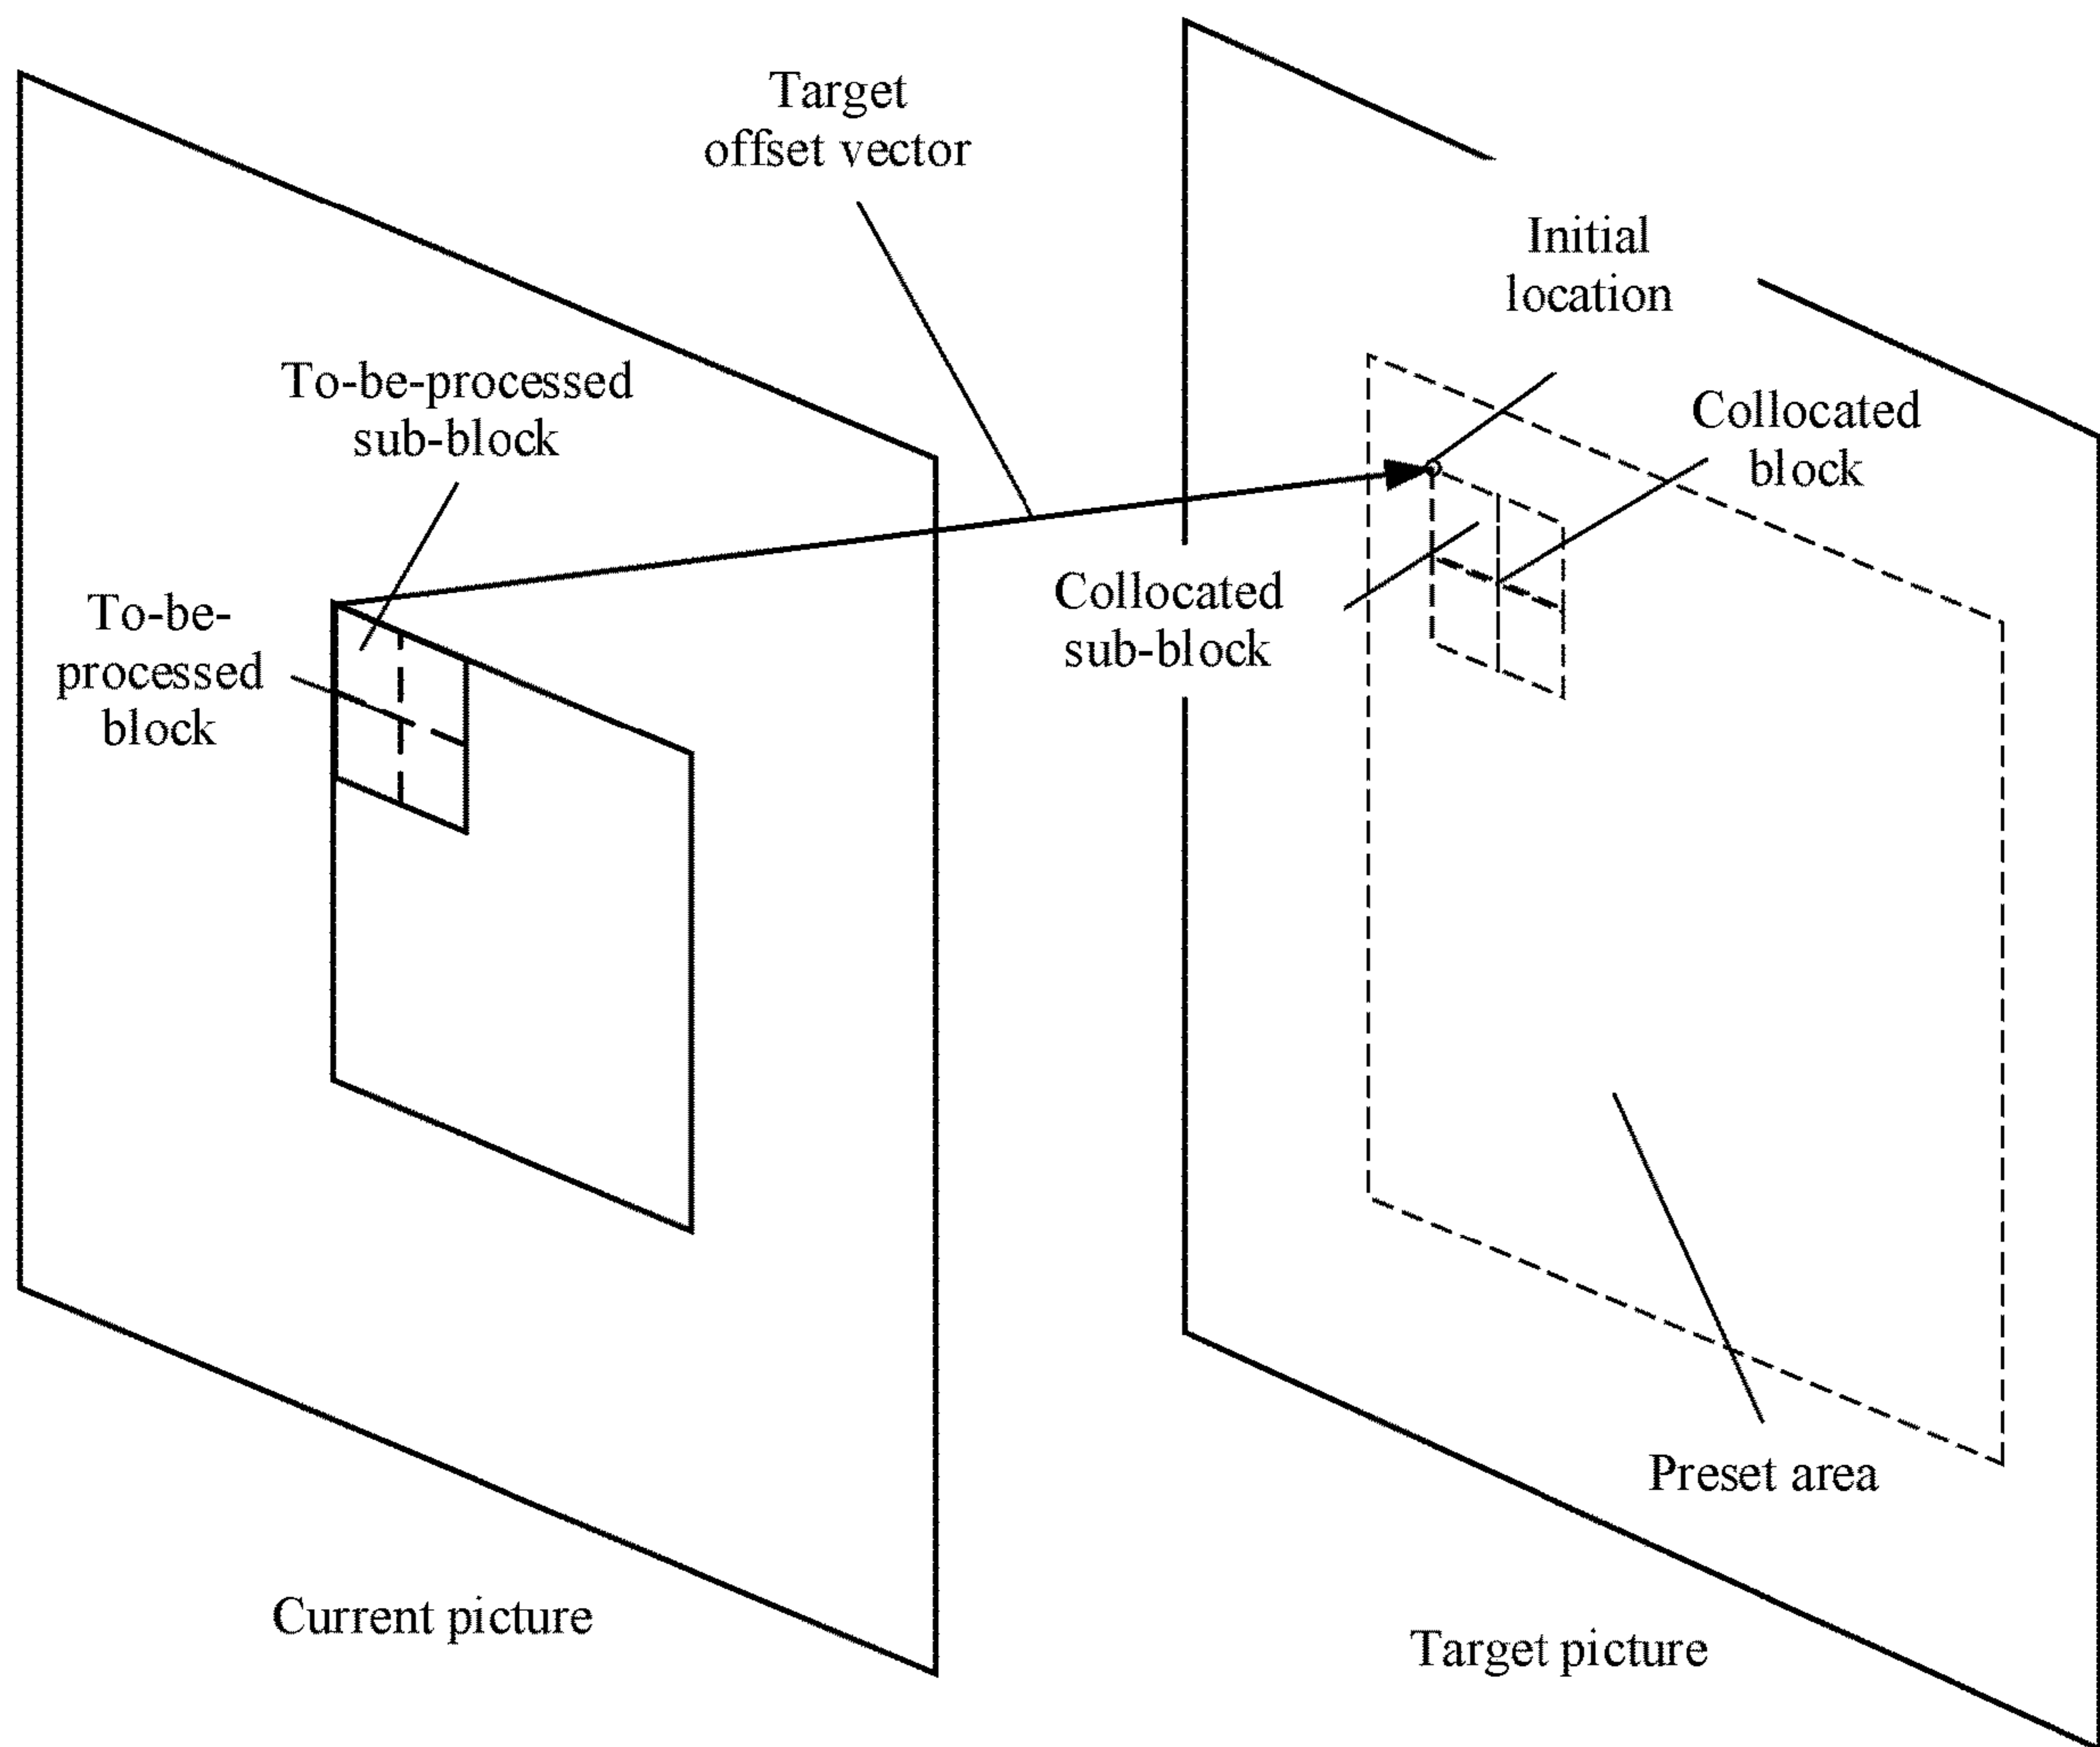 Target
offset vector
Initial
location
To-be-processed
sub-block
Collocated
block
To-be-
processed
block
Collocated
sub-block
Preset area
Current picture
Target picture